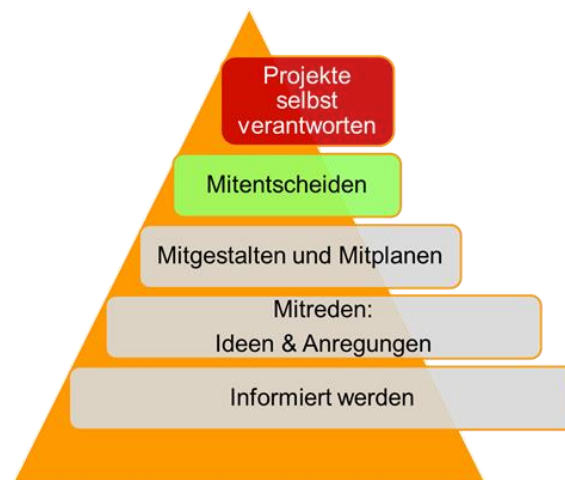 Projekte
selbst
verantworten
Mitentscheiden
Mitgestalten und Mitplanen
Mitreden:
Ideen & Anregungen
Informiert werden